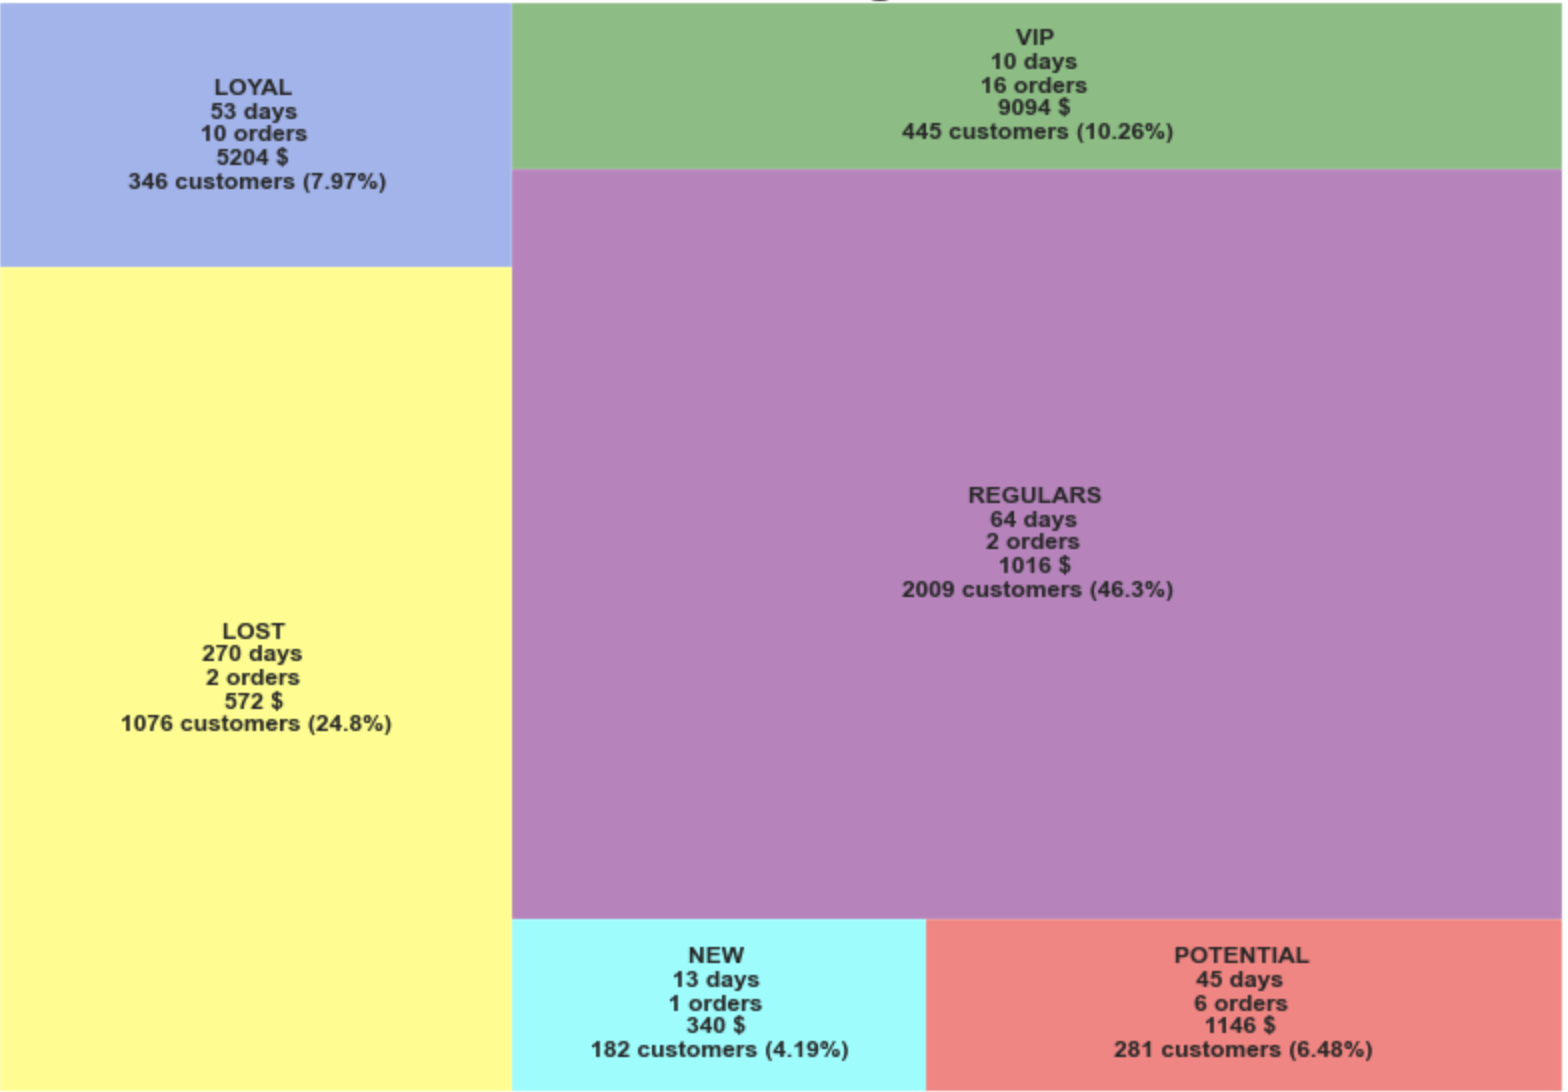 LOYAL
53 days
10 orders
5204 $
346 customers (7.97%)
VIP
10 days
16 orders
9094 $
445 customers (10.26%)
REGULARS
64 days
2 orders
1016 $
2009 customers (46.3%)
LOST
270 days
2 orders
572 $
1076 customers (24.8%)
NEW
13 days
1 orders
340 $
182 customers (4.19%)
POTENTIAL
45 days
6 orders
1146 $
281 customers (6.48%)